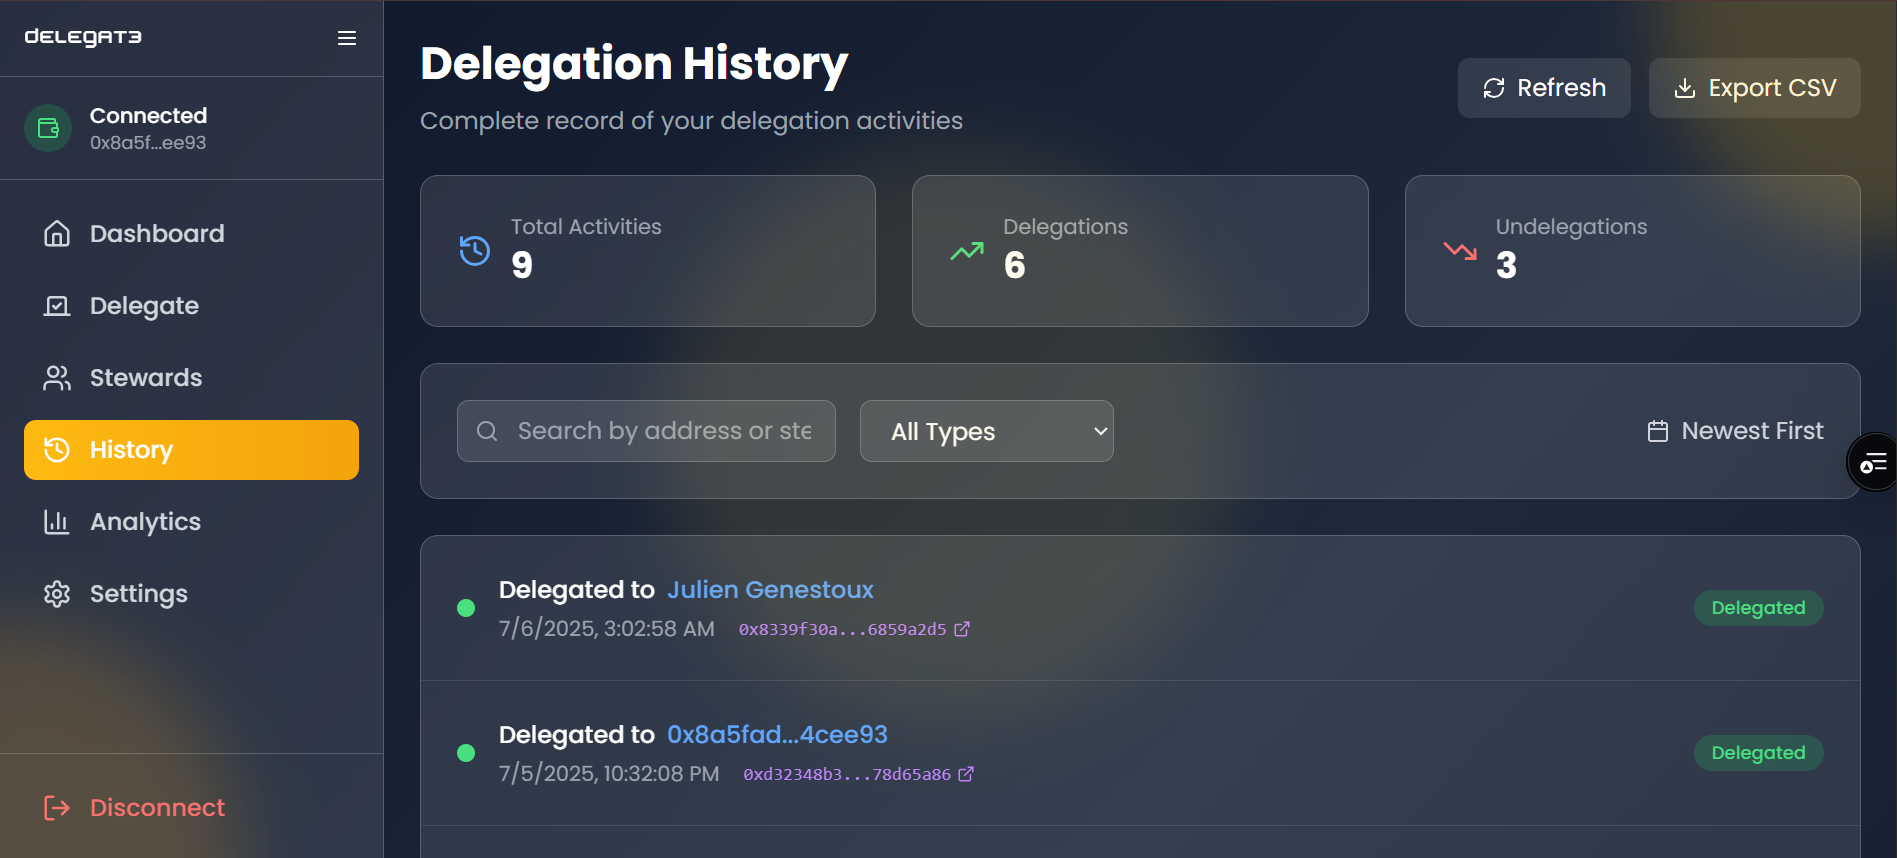 DELEGAT3
Connected
0x8a5f...ee93
Dashboard
Delegate
Stewards
History
Analytics
Settings
Disconnect
Delegation History
Complete record of your delegation activities
Refresh
Export CSV
Total Activities
9
Delegations
6
Undelegations
3
Search by address or ste
All Types
Newest First
Delegated to Julien Genestoux
7/6/2025, 3:02:58 AM 0x8339f30a...6859a2d5
Delegated
Delegated to 0x8a5fad...4cee93
7/5/2025, 10:32:08 PM 0xd32348b3...78d65a86
Delegated